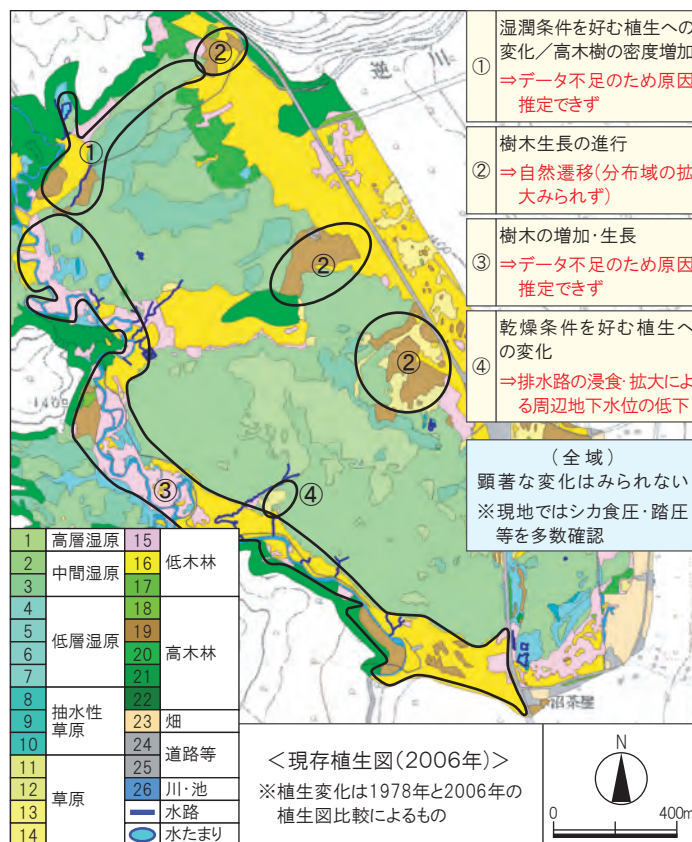 ①
湿潤条件を好む植生への
変化／高木樹の密度増加
⇒データ不足のため原因
推定できず
②
樹木生長の進行
⇒自然遷移(分布域の拡
大みられず)
③
樹木の増加・生長
⇒データ不足のため原因
推定できず
④
乾燥条件を好む植生へ
の変化
⇒排水路の浸食・拡大によ
る周辺地下水位の低下
(全域)
顕著な変化はみられない
※現地ではシカ食圧・踏圧
等を多数確認
逆川
②
①
②
②
③
④
沼茶屋
1 高層湿原
2 中間湿原
3
4 低層湿原
5
6
7
8 抽水性
9 草原
10
11 草原
12
13
14
15 低木林
16
17
18 高木林
19
20
21
22
23 畑
24 道路等
25
26 川・池
水路
水たまり
＜現存植生図(2006年)＞
※植生変化は1978年と2006年の
植生図比較によるもの
N
0 400m